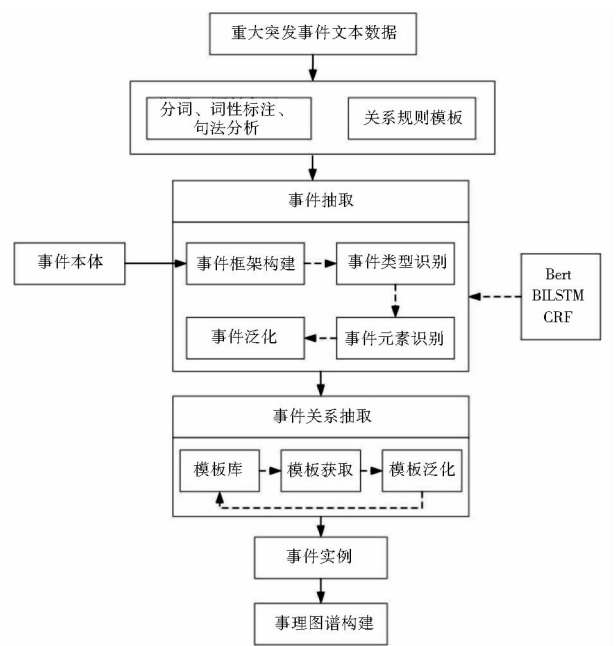 重大突发事件文本数据
分词、词性标注、
句法分析
关系规则模板
事件抽取
事件本体
事件框架构建
事件类型识别
Bert
BILSTM
CRF
事件泛化
事件元素识别
事件关系抽取
模板库
模板获取
模板泛化
事件实例
事理图谱构建